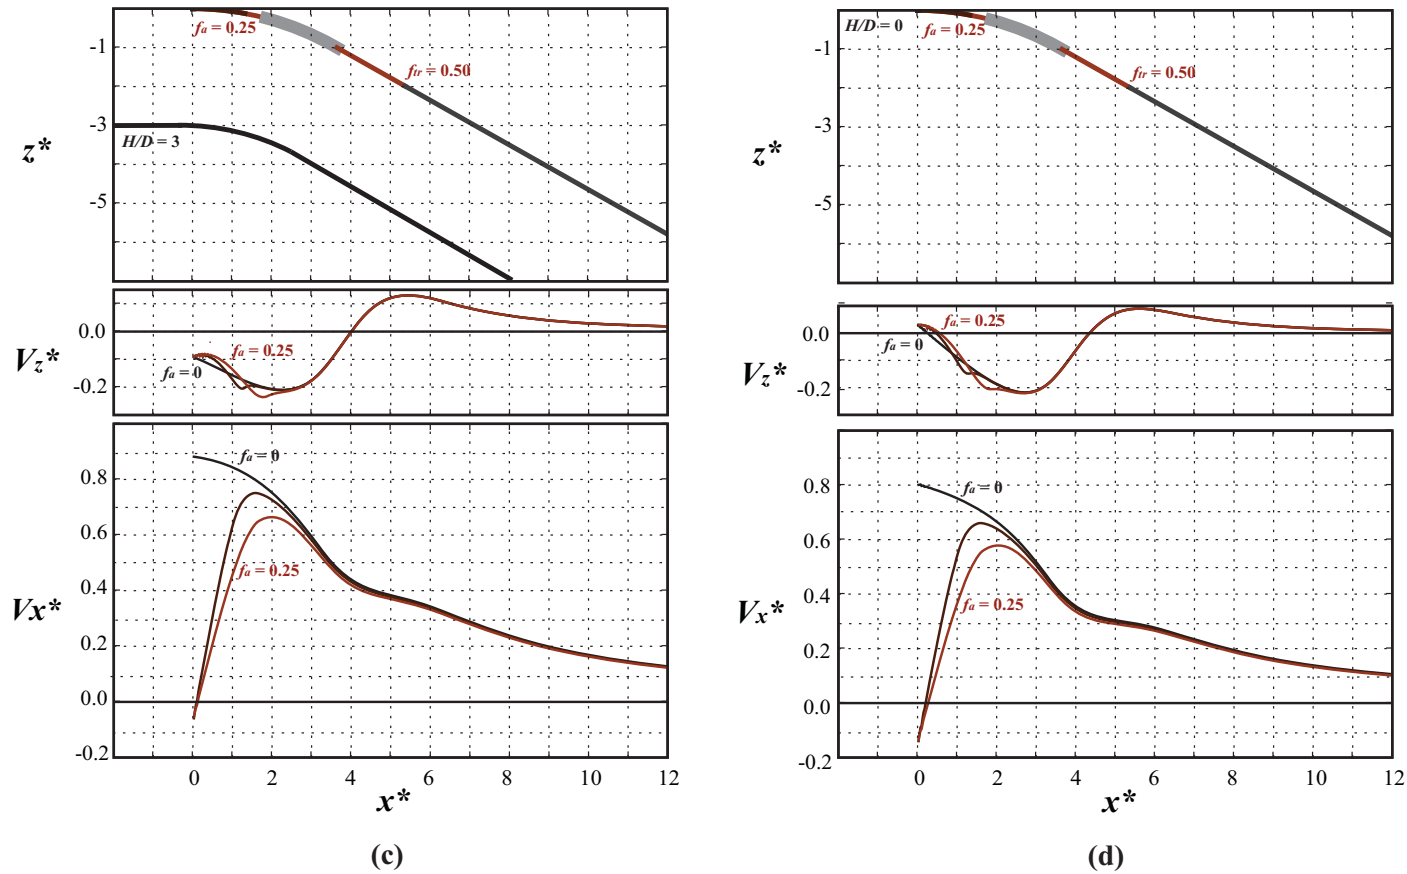 fa = 0.25
-1
ftr = 0.50
-3
H/D = 3
z*
-5
0.0
fa = 0.25
Vz*
fa = 0
-0.2
fa = 0
0.8
0.6
fa = 0.25
0.4
Vx*
0.2
0.0
-0.2
0 2 4 6 8 10 12
x*
(c)
H/D = 0
fa = 0.25
-1
ftr = 0.50
-3
z*
-5
0.0
fa = 0.25
fa = 0
Vz*
-0.2
0.8
fa = 0
0.6
0.4
fa = 0.25
Vx*
0.2
0.0
-0.2
0 2 4 6 8 10 12
x*
(d)